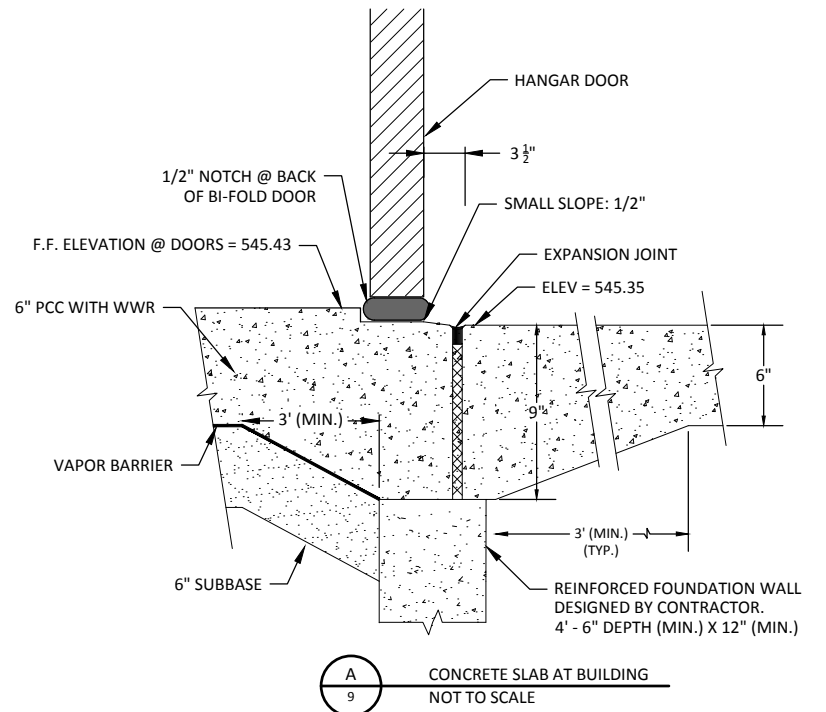 HANGAR DOOR
3 1/2"
1/2" NOTCH @ BACK
OF BI-FOLD DOOR
SMALL SLOPE: 1/2"
F.F. ELEVATION @ DOORS = 545.43
EXPANSION JOINT
ELEV = 545.35
6" PCC WITH WWR
6"
9"
3' (MIN.)
VAPOR BARRIER
3' (MIN.)
(TYP.)
6" SUBBASE
REINFORCED FOUNDATION WALL
DESIGNED BY CONTRACTOR.
4' - 6" DEPTH (MIN.) X 12" (MIN.)
A
9
CONCRETE SLAB AT BUILDING
NOT TO SCALE